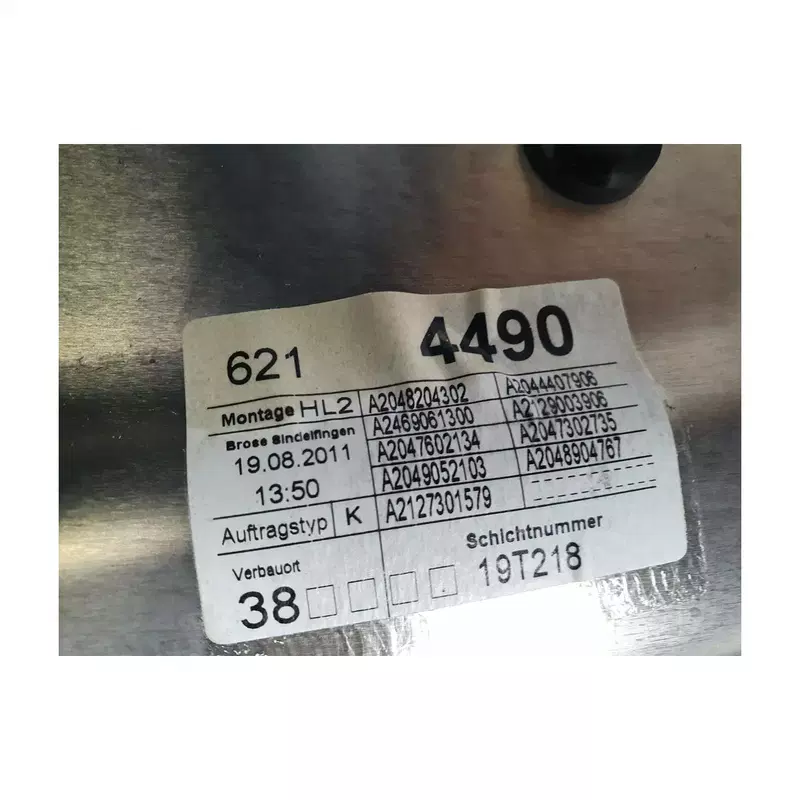 621 4490
Montage HL2
Brose Sindelfingen
19.08.2011
13:50
Auftragstyp K
A2048204302 A2044407906
A2469061300 A2129003906
A2047602134 A2047302735
A2049052103 A2048904767
A2127301579
Verbauort
38
Schichtnummer
19T218